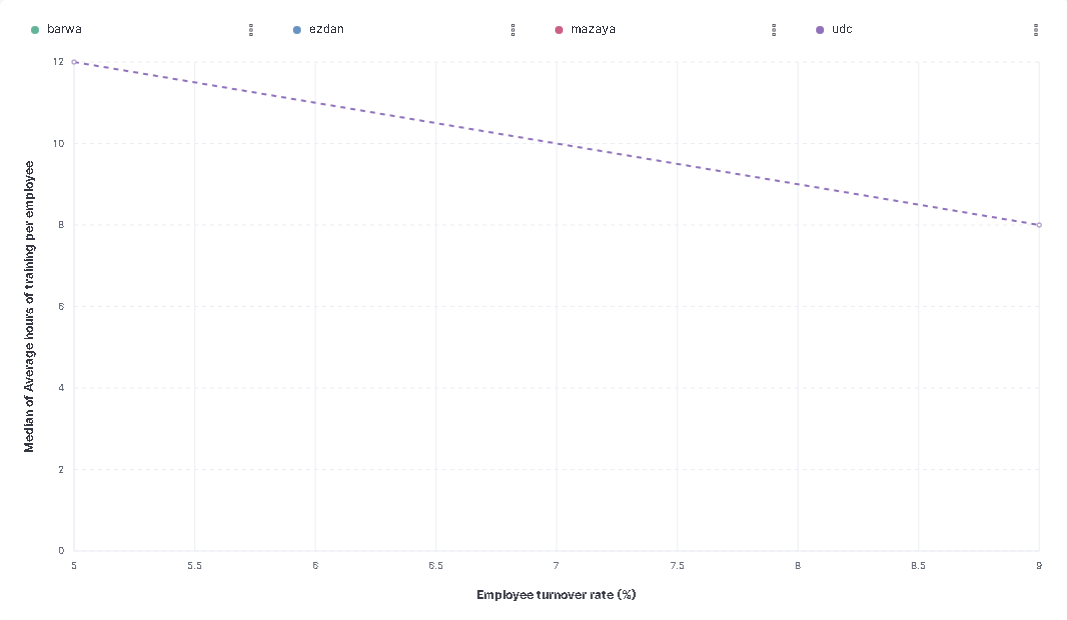 barwa
ezdan
mazaya
udc
12
10
8
6
4
2
0
Median of Average hours of training per employee
5
5.5
6
6.5
7
7.5
8
8.5
9
Employee turnover rate (%)